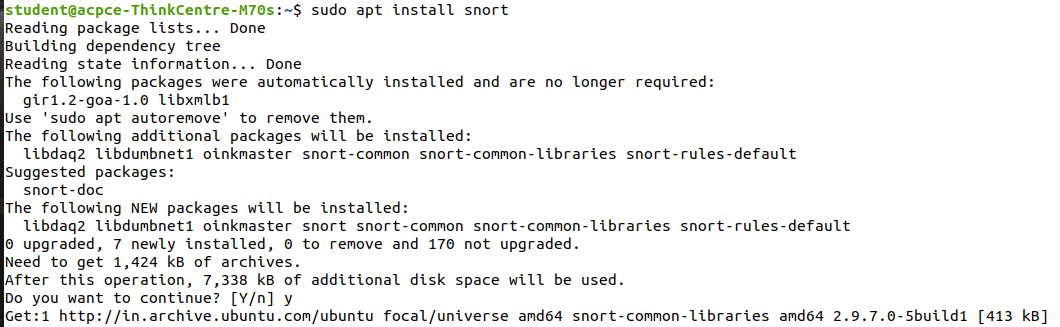 student@acpce-ThinkCentre-M70s:~$ sudo apt install snort
Reading package lists... Done
Building dependency tree
Reading state information... Done
The following packages were automatically installed and are no longer required:
  gir1.2-goa-1.0 libxmlb1
Use 'sudo apt autoremove' to remove them.
The following additional packages will be installed:
  libdaq2 libdumbnet1 oinkmaster snort-common snort-common-libraries snort-rules-default
Suggested packages:
  snort-doc
The following NEW packages will be installed:
  libdaq2 libdumbnet1 oinkmaster snort snort-common snort-common-libraries snort-rules-default
0 upgraded, 7 newly installed, 0 to remove and 170 not upgraded.
Need to get 1,424 kB of archives.
After this operation, 7,338 kB of additional disk space will be used.
Do you want to continue? [Y/n] y
Get:1 http://in.archive.ubuntu.com/ubuntu focal/universe amd64 snort-common-libraries amd64 2.9.7.0-5build1 [413 kB]